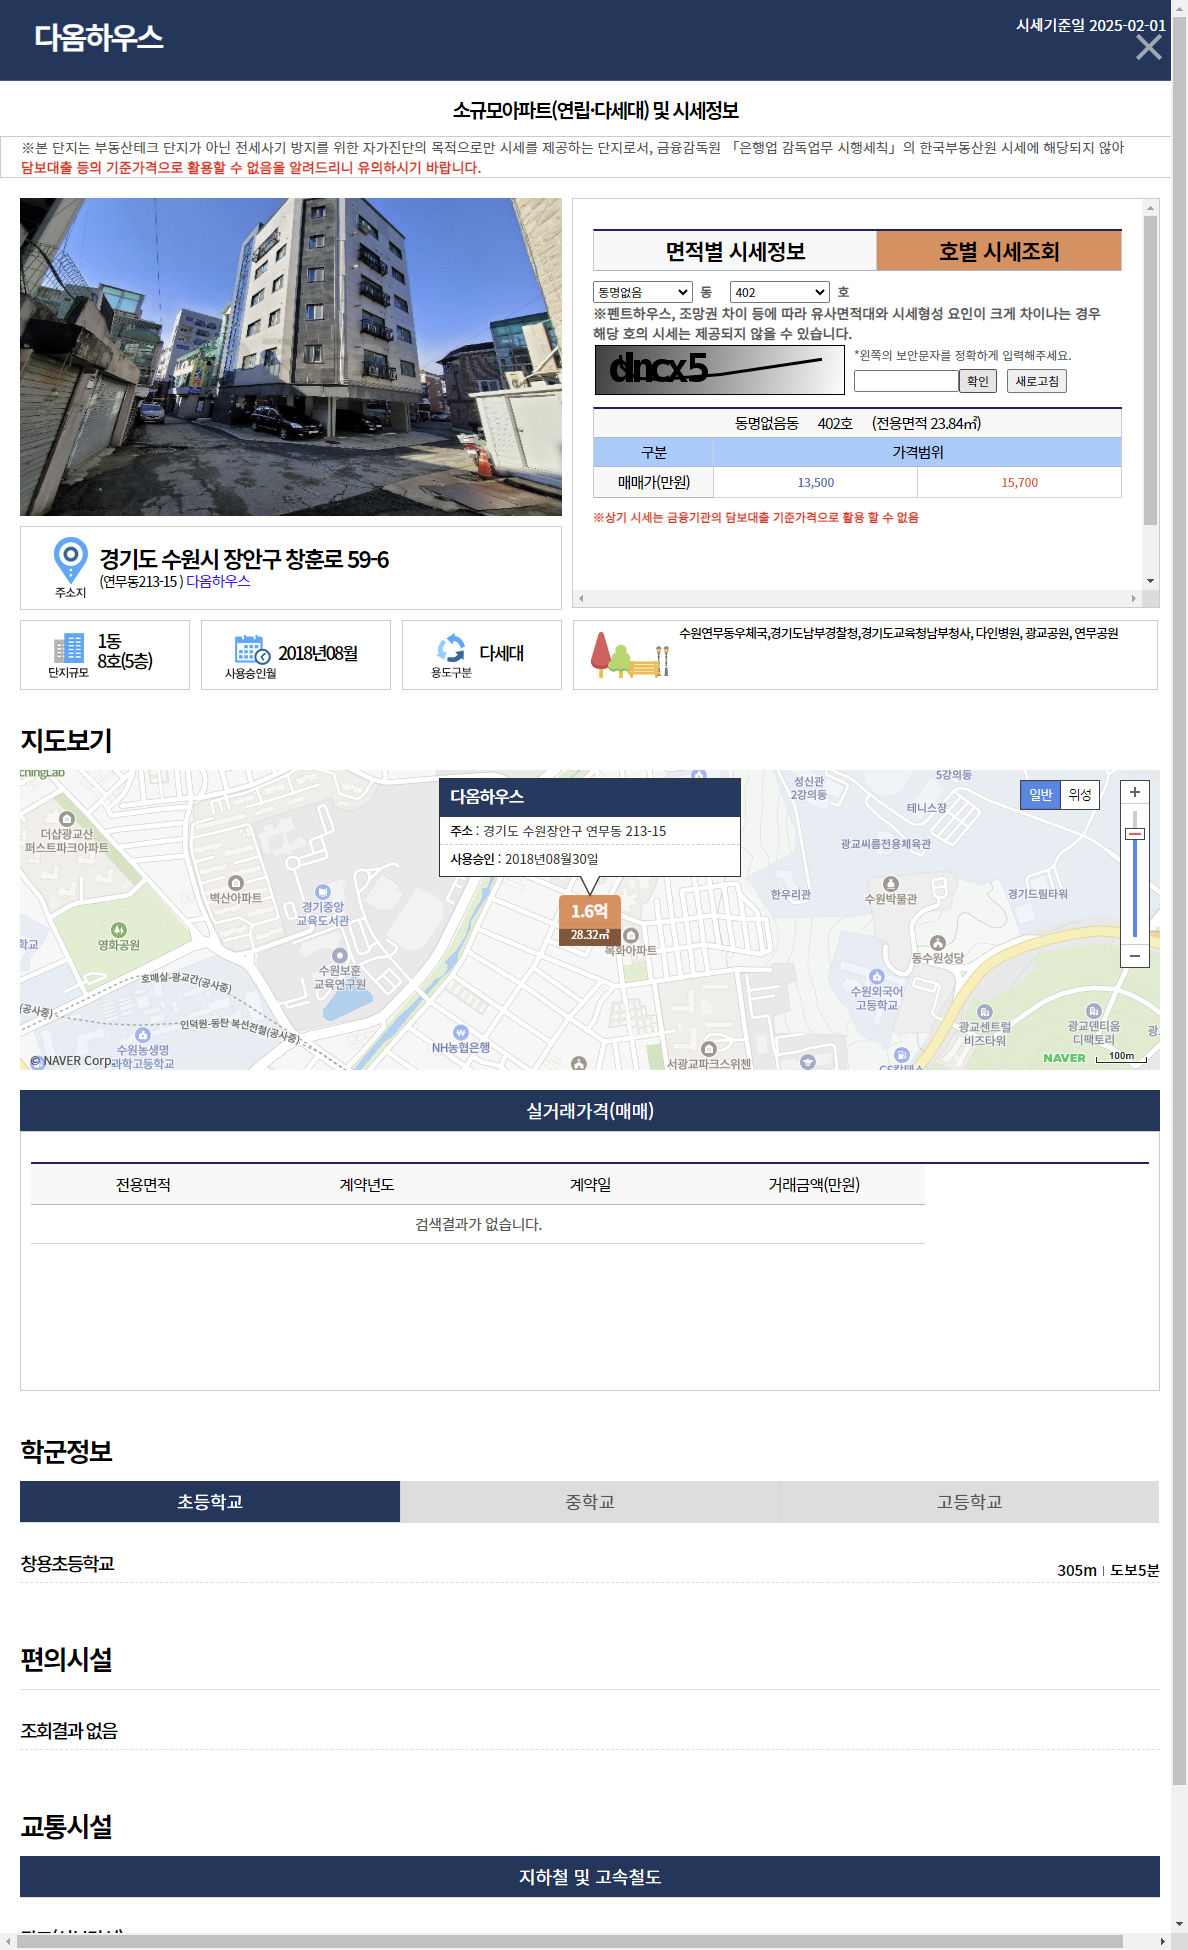 다옴하우스
시세기준일 2025-02-01
소규모아파트(연립·다세대) 및 시세정보
※본 단지는 부동산테크 단지가 아닌 전세사기 방지를 위한 자가진단의 목적으로만 시세를 제공하는 단지로서, 금융감독원 「은행업 감독업무 시행세칙」의 한국부동산원 시세에 해당되지 않아
담보대출 등의 기준가격으로 활용할 수 없음을 알려드리니 유의하시기 바랍니다.
면적별 시세정보
호별 시세조회
동명없음 동 402 호
※펜트하우스, 조망권 차이 등에 따라 유사면적대와 시세형성 요인이 크게 차이나는 경우
해당 호의 시세는 제공되지 않을 수 있습니다.
*왼쪽의 보안문자를 정확하게 입력해주세요.
확인 새로고침
동명없음동 402호 (전용면적 23.84㎡)
구분 가격범위
매매가(만원) 13,500 15,700
※상기 시세는 금융기관의 담보대출 기준가격으로 활용 할 수 없음
주소지
경기도 수원시 장안구 창훈로 59-6
(연무동213-15 ) 다옴하우스
단지규모
1동
8호(5층)
사용승인월
2018년08월
용도구분
다세대
수원연무동우체국,경기도남부경찰청,경기도교육청남부청사, 다인병원, 광교공원, 연무공원
지도보기
chingLab
더샵광교산
퍼스트파크아파트
벽산아파트
경기중앙
교육도서관
영화공원
학교
수원보훈
교육연구원
호매실-광교간(공사중)
(공사중)
인덕원-동탄 복선전철(공사중)
수원농생명
과학고등학교
© NAVER Corp.
NH농협은행
다옴하우스
주소 : 경기도 수원장안구 연무동 213-15
사용승인 : 2018년08월30일
1.6억
28.32㎡
목화아파트
성신관
2강의동
5강의동
테니스장
광교씨름전용체육관
한우리관
수원박물관
경기드림타워
동수원성당
수원외국어
고등학교
광교센트럴
비즈타워
광교덴티움
디팩토리
광
서광교파크스위첸
GS칼텍스
NAVER
100m
일반 위성
실거래가격(매매)
전용면적 계약년도 계약일 거래금액(만원)
검색결과가 없습니다.
학군정보
초등학교 중학교 고등학교
창용초등학교
305m 도보5분
편의시설
조회결과 없음
교통시설
지하철 및 고속철도